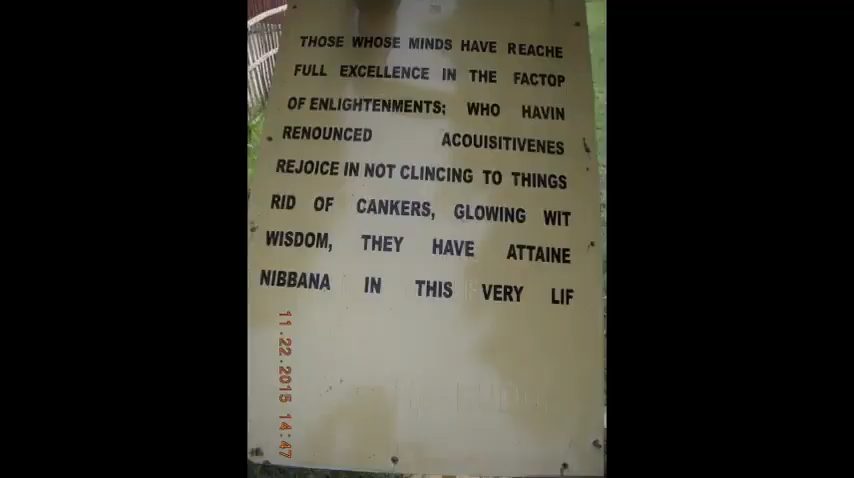 THOSE WHOSE MINDS HAVE REACHE
FULL EXCELLENCE IN THE FACTOP
OF ENLIGHTENMENTS; WHO HAVIN
RENOUNCED ACOUISITIVENES
REJOICE IN NOT CLINCING TO THINGS
RID OF CANKERS, GLOWING WIT
WISDOM, THEY HAVE ATTAINE
NIBBANA IN THIS VERY LIF
11.22.2015 14:47